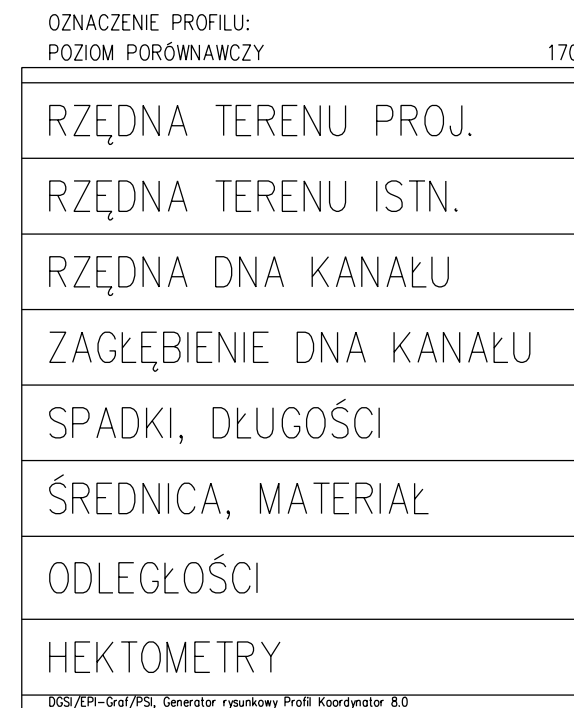 OZNACZENIE PROFILU:
POZIOM PORÓWNAWCZY 170
RZĘDNA TERENU PROJ.
RZĘDNA TERENU ISTN.
RZĘDNA DNA KANAŁU
ZAGŁĘBIENIE DNA KANAŁU
SPADKI, DŁUGOŚCI
ŚREDNICA, MATERIAŁ
ODLEGŁOŚCI
HEKTOMETRY
DGSI/EPI-Graf/PSI, Generator rysunkowy Profil Koordynator 8.0